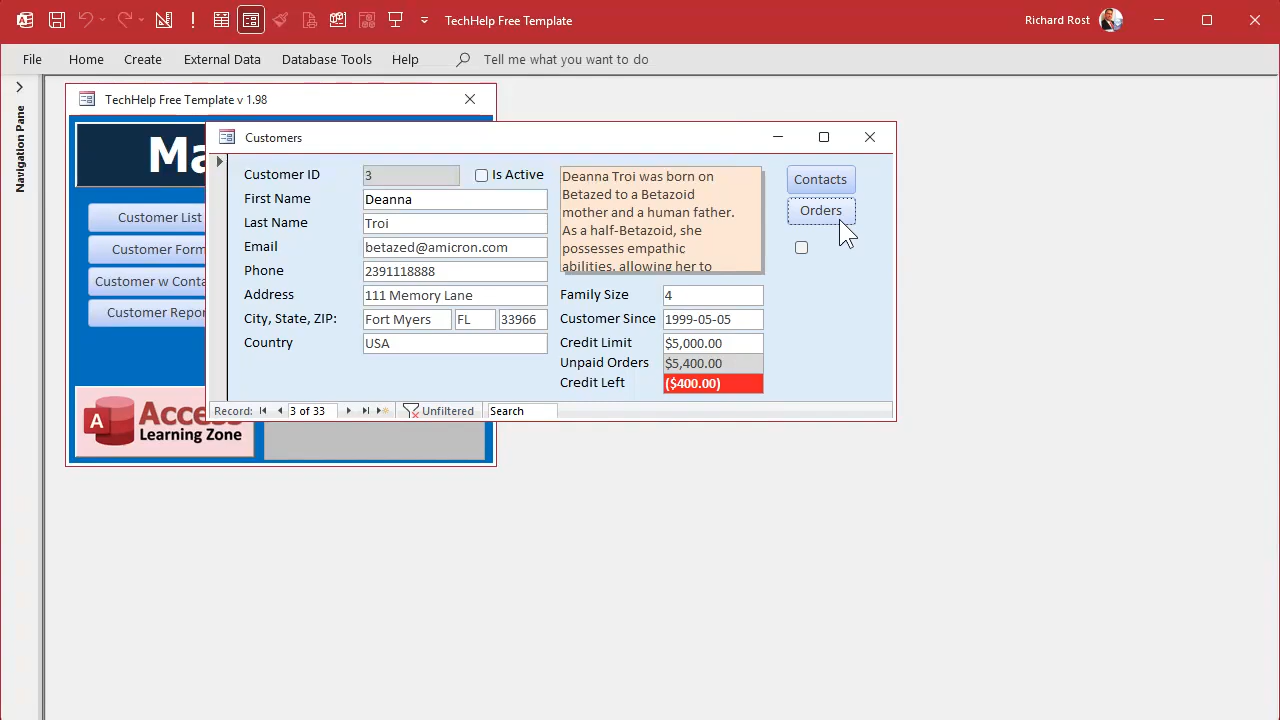 TechHelp Free Template
Richard Rost
File Home Create External Data Database Tools Help Tell me what you want to do
Navigation Pane
TechHelp Free Template v 1.98
Ma
Customer List
Customer Form
Customer w Conta
Customer Repor
A Access
Learning Zone
Customers
Customer ID 3 Is Active
First Name Deanna
Last Name Troi
Email betazed@amicron.com
Phone 2391118888
Address 111 Memory Lane
City, State, ZIP: Fort Myers FL 33966
Country USA
Deanna Troi was born on
Betazed to a Betazoid
mother and a human father.
As a half-Betazoid, she
possesses empathic
abilities, allowing her to
Family Size 4
Customer Since 1999-05-05
Credit Limit $5,000.00
Unpaid Orders $5,400.00
Credit Left ($400.00)
Contacts
Orders
Record: 3 of 33 Unfiltered Search